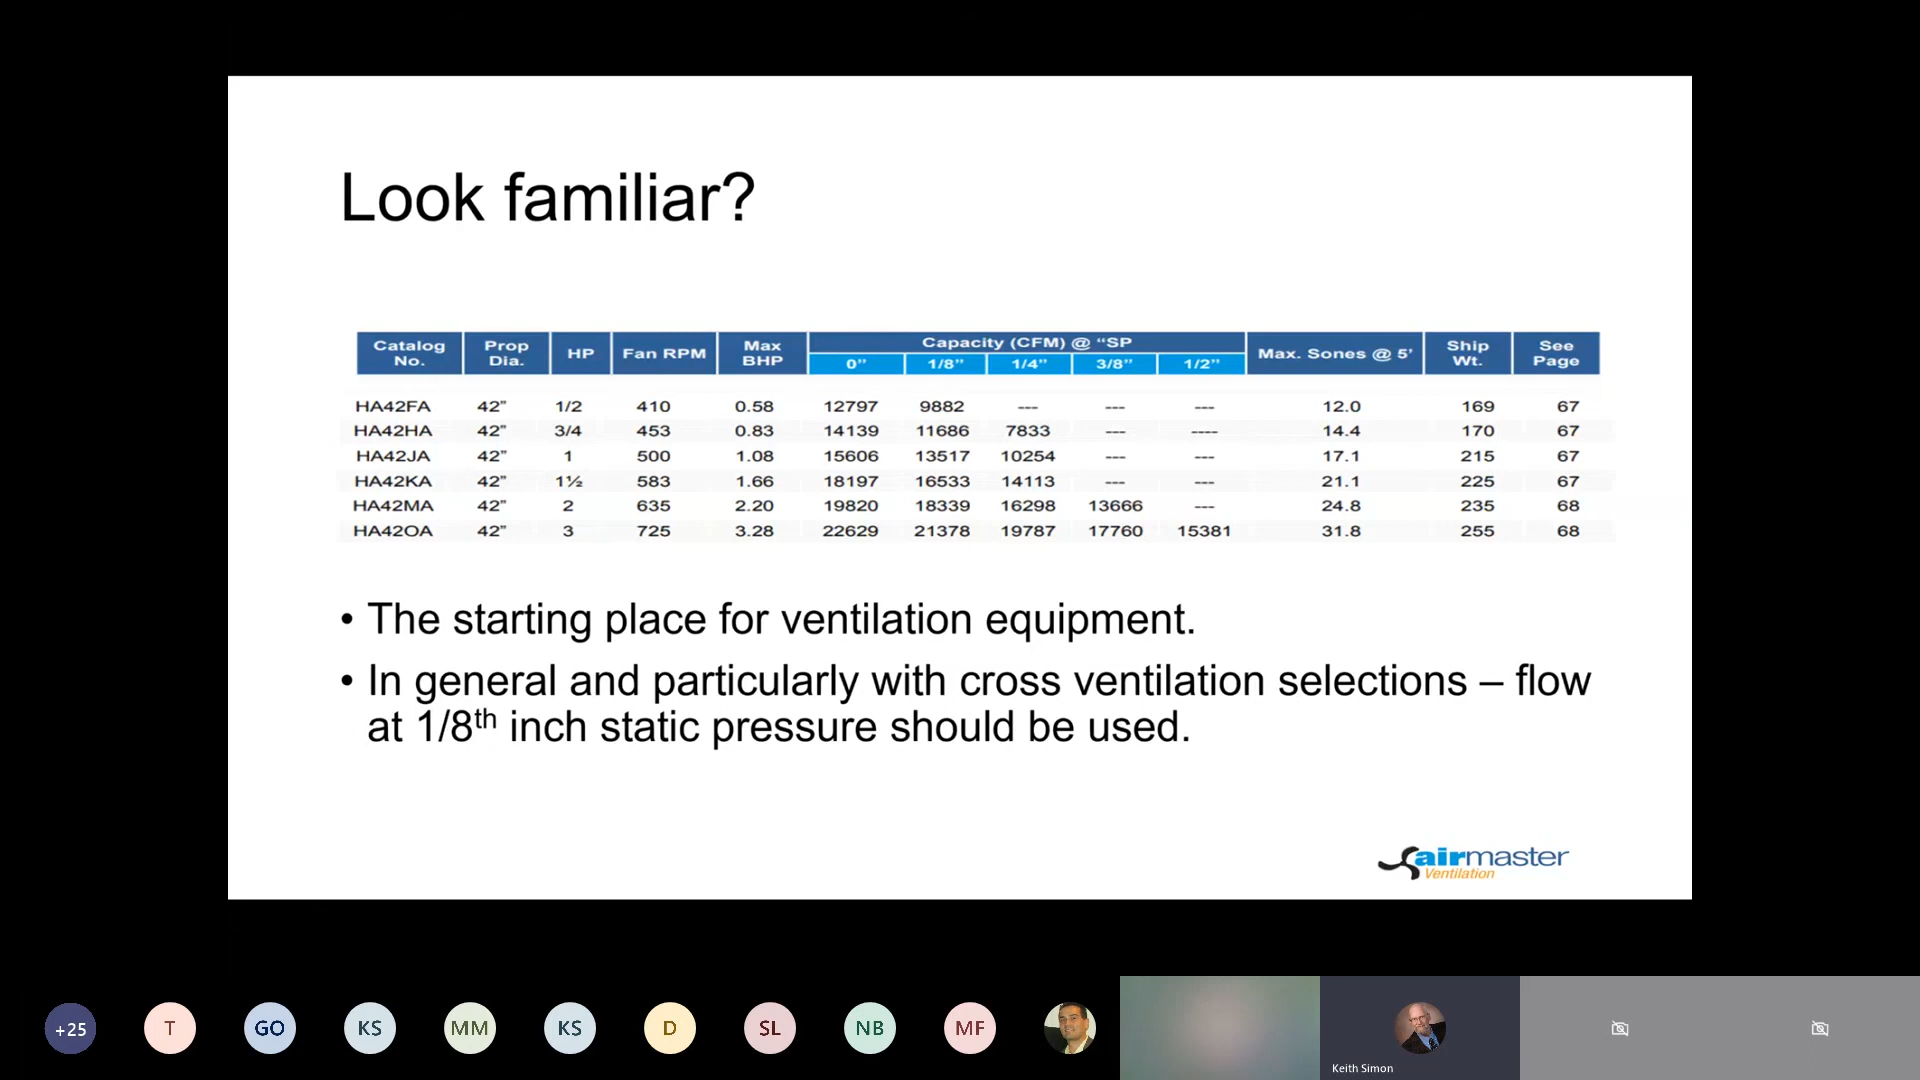 Look familiar?
Catalog No. Prop Dia. HP Fan RPM Max BHP Capacity (CFM) @ “SP Max. Sones @ 5’ Ship Wt. See Page
0” 1/8” 1/4” 3/8” 1/2”
HA42FA 42” 1/2 410 0.58 12797 9882 --- --- --- 12.0 169 67
HA42HA 42” 3/4 453 0.83 14139 11686 7833 --- ---- 14.4 170 67
HA42JA 42” 1 500 1.08 15606 13517 10254 --- --- 17.1 215 67
HA42KA 42” 1½ 583 1.66 18197 16533 14113 --- --- 21.1 225 67
HA42MA 42” 2 635 2.20 19820 18339 16298 13666 --- 24.8 235 68
HA42OA 42” 3 725 3.28 22629 21378 19787 17760 15381 31.8 255 68
• The starting place for ventilation equipment.
• In general and particularly with cross ventilation selections – flow
at 1/8th inch static pressure should be used.
airmaster
Ventilation
+25 T GO KS MM KS D SL NB MF
Keith Simon